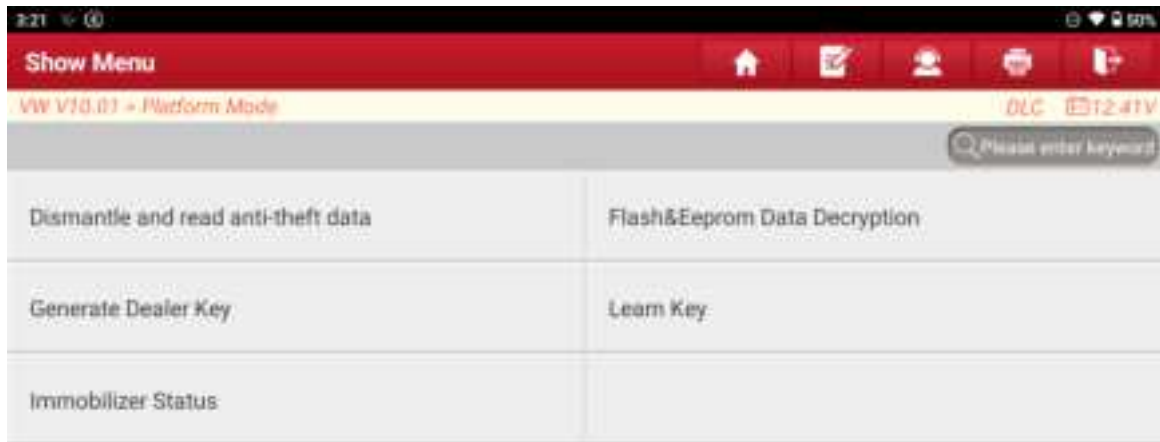 3:21 50%
Show Menu
VW V10.01 > Platform Mode DLC 12.41V
Please enter keyword
Dismantle and read anti-theft data Flash&Eeprom Data Decryption
Generate Dealer Key Learn Key
Immobilizer Status